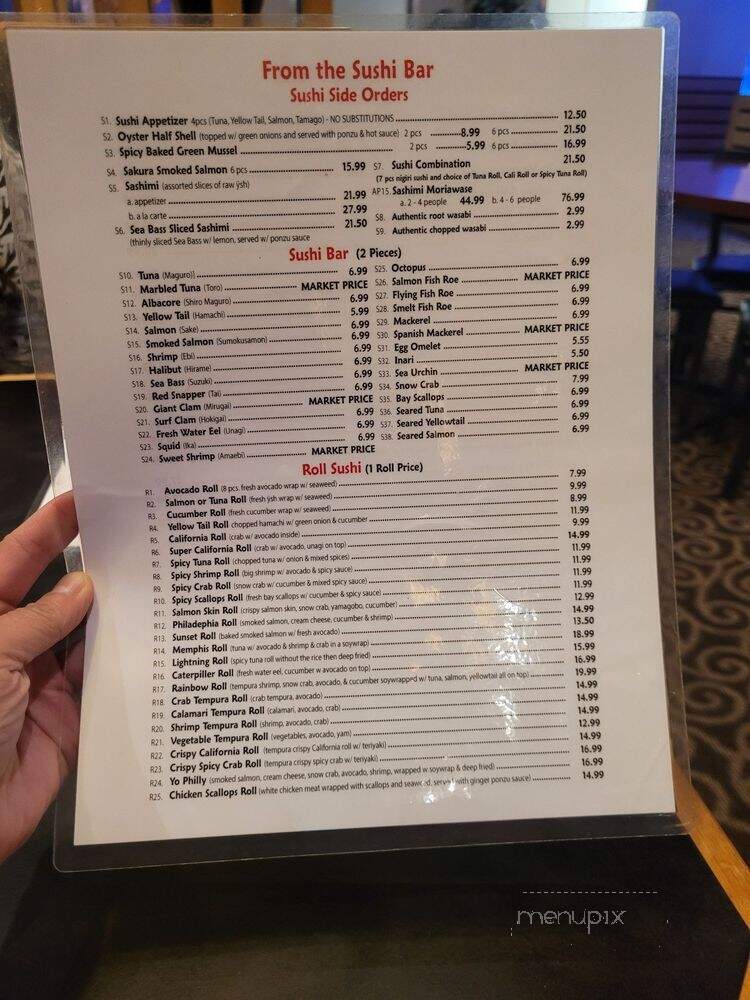 From the Sushi Bar
Sushi Side Orders
S1. Sushi Appetizer 4pcs (Tuna, Yellow Tail, Salmon, Tamago) - NO SUBSTITUTIONS 12.50
S2. Oyster Half Shell (topped w/ green onions and served with ponzu & hot sauce) 2 pcs 8.99 6 pcs 21.50
S3. Spicy Baked Green Mussel 2 pcs 5.99 6 pcs 16.99
S4. Sakura Smoked Salmon 6 pcs 15.99
S5. Sashimi (assorted slices of raw ÿsh)
a. appetizer 21.99
b. a la carte 27.99
S6. Sea Bass Sliced Sashimi 21.50
(thinly sliced Sea Bass w/ lemon, served w/ ponzu sauce
S7. Sushi Combination 21.50
(7 pcs nigiri sushi and choice of Tuna Roll, Cali Roll or Spicy Tuna Roll)
AP15. Sashimi Moriawase
a. 2 - 4 people 44.99 b. 4 - 6 people 76.99
S8. Authentic root wasabi 2.99
S9. Authentic chopped wasabi 2.99
Sushi Bar (2 Pieces)
S10. Tuna (Maguro)] 6.99
S11. Marbled Tuna (Toro) MARKET PRICE
S12. Albacore (Shiro Maguro) 6.99
S13. Yellow Tail (Hamachi) 5.99
S14. Salmon (Sake) 6.99
S15. Smoked Salmon (Sumokusamon) 6.99
S16. Shrimp (Ebi) 6.99
S17. Halibut (Hirame) 6.99
S18. Sea Bass (Suzuki) 6.99
S19. Red Snapper (Tai) 6.99
S20. Giant Clam (Mirugai) MARKET PRICE
S21. Surf Clam (Hokigai) 6.99
S22. Fresh Water Eel (Unagi) 6.99
S23. Squid (Ika) 6.99
S24. Sweet Shrimp (Amaebi) MARKET PRICE
S25. Octopus 6.99
S26. Salmon Fish Roe MARKET PRICE
S27. Flying Fish Roe 6.99
S28. Smelt Fish Roe 6.99
S29. Mackerel 6.99
S30. Spanish Mackerel MARKET PRICE
S31. Egg Omelet 5.55
S32. Inari 5.50
S33. Sea Urchin MARKET PRICE
S34. Snow Crab 7.99
S35. Bay Scallops 6.99
S36. Seared Tuna 6.99
S37. Seared Yellowtail 6.99
S38. Seared Salmon 6.99
Roll Sushi (1 Roll Price)
R1. Avocado Roll (8 pcs. fresh avocado wrap w/ seaweed) 7.99
R2. Salmon or Tuna Roll (fresh ÿsh wrap w/ seaweed) 9.99
R3. Cucumber Roll (fresh cucumber wrap w/ seaweed) 8.99
R4. Yellow Tail Roll chopped hamachi w/ green onion & cucumber 11.99
R5. California Roll (crab w/ avocado inside) 9.99
R6. Super California Roll (crab w/ avocado, unagi on top) 14.99
R7. Spicy Tuna Roll (chopped tuna w/ onion & mixed spices) 11.99
R8. Spicy Shrimp Roll (big shrimp w/ avocado & spicy sauce) 11.99
R9. Spicy Crab Roll (snow crab w/ cucumber & mixed spicy sauce) 11.99
R10. Spicy Scallops Roll (fresh bay scallops w/ cucumber & spicy sauce) 11.99
R11. Salmon Skin Roll (crispy salmon skin, snow crab, yamagobo, cucumber) 12.99
R12. Philadephia Roll (smoked salmon, cream cheese, cucumber & shrimp) 14.99
R13. Sunset Roll (baked smoked salmon w/ fresh avocado) 13.50
R14. Memphis Roll (tuna w/ avocado & shrimp & crab in a soywrap) 18.99
R15. Lightning Roll (spicy tuna roll without the rice then deep fried) 15.99
R16. Caterpiller Roll (fresh water eel, cucumber w avocado on top) 16.99
R17. Rainbow Roll (tempura shrimp, snow crab, avocado, & cucumber soywrapped w/ tuna, salmon, yellowtail all on top) 19.99
R18. Crab Tempura Roll (crab tempura, avocado) 14.99
R19. Calamari Tempura Roll (calamari, avocado, crab) 14.99
R20. Shrimp Tempura Roll (shrimp, avocado, crab) 14.99
R21. Vegetable Tempura Roll (vegetables, avocado, yam) 12.99
R22. Crispy California Roll (tempura crispy California roll w/ teriyaki) 14.99
R23. Crispy Spicy Crab Roll (tempura crispy spicy crab w/ teriyaki) 16.99
R24. Yo Philly (smoked salmon, cream cheese, snow crab, avocado, shrimp, wrapped w soywrap & deep fried) 16.99
R25. Chicken Scallops Roll (white chicken meat wrapped with scallops and seaweed, served with ginger ponzu sauce) 14.99
menupix